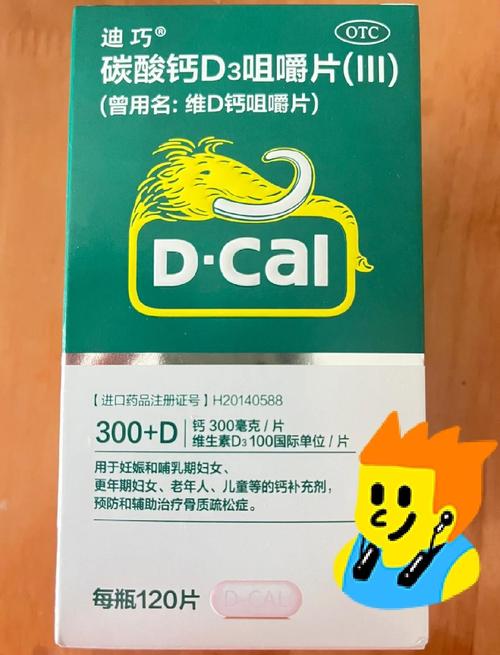 迪巧®
OTC
碳酸钙D3咀嚼片(III)
(曾用名: 维D钙咀嚼片)
D·Cal
【进口药品注册证号】H20140588
300+D
钙 300毫克/片
维生素D3 100国际单位/片
用于妊娠和哺乳期妇女、
更年期妇女、老年人、儿童等的钙补充剂,
预防和辅助治疗骨质疏松症。
每瓶120片
D-CAL